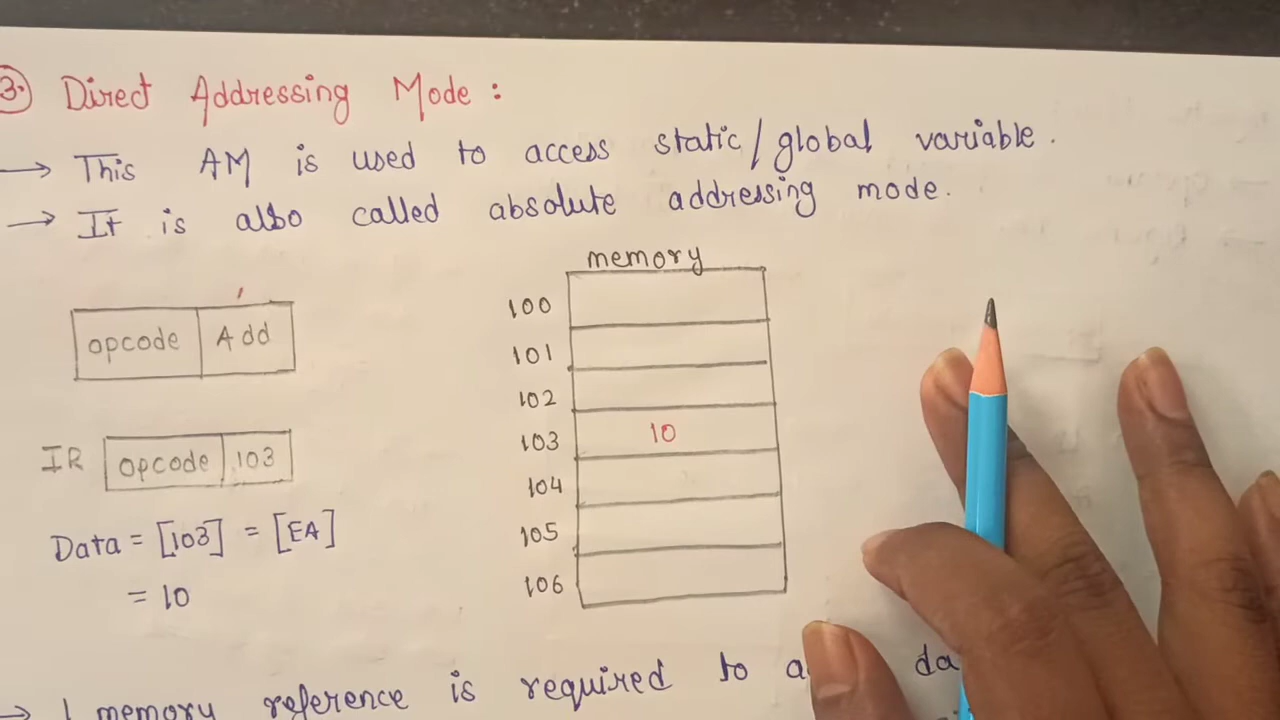 3. Direct Addressing Mode :
→ This AM is used to access static/global variable.
→ It is also called absolute addressing mode.
memory
opcode Add
100
101
102
103 10
104
105
106
IR opcode 103
Data = [103] = [EA]
= 10
→ 1 memory reference is required to